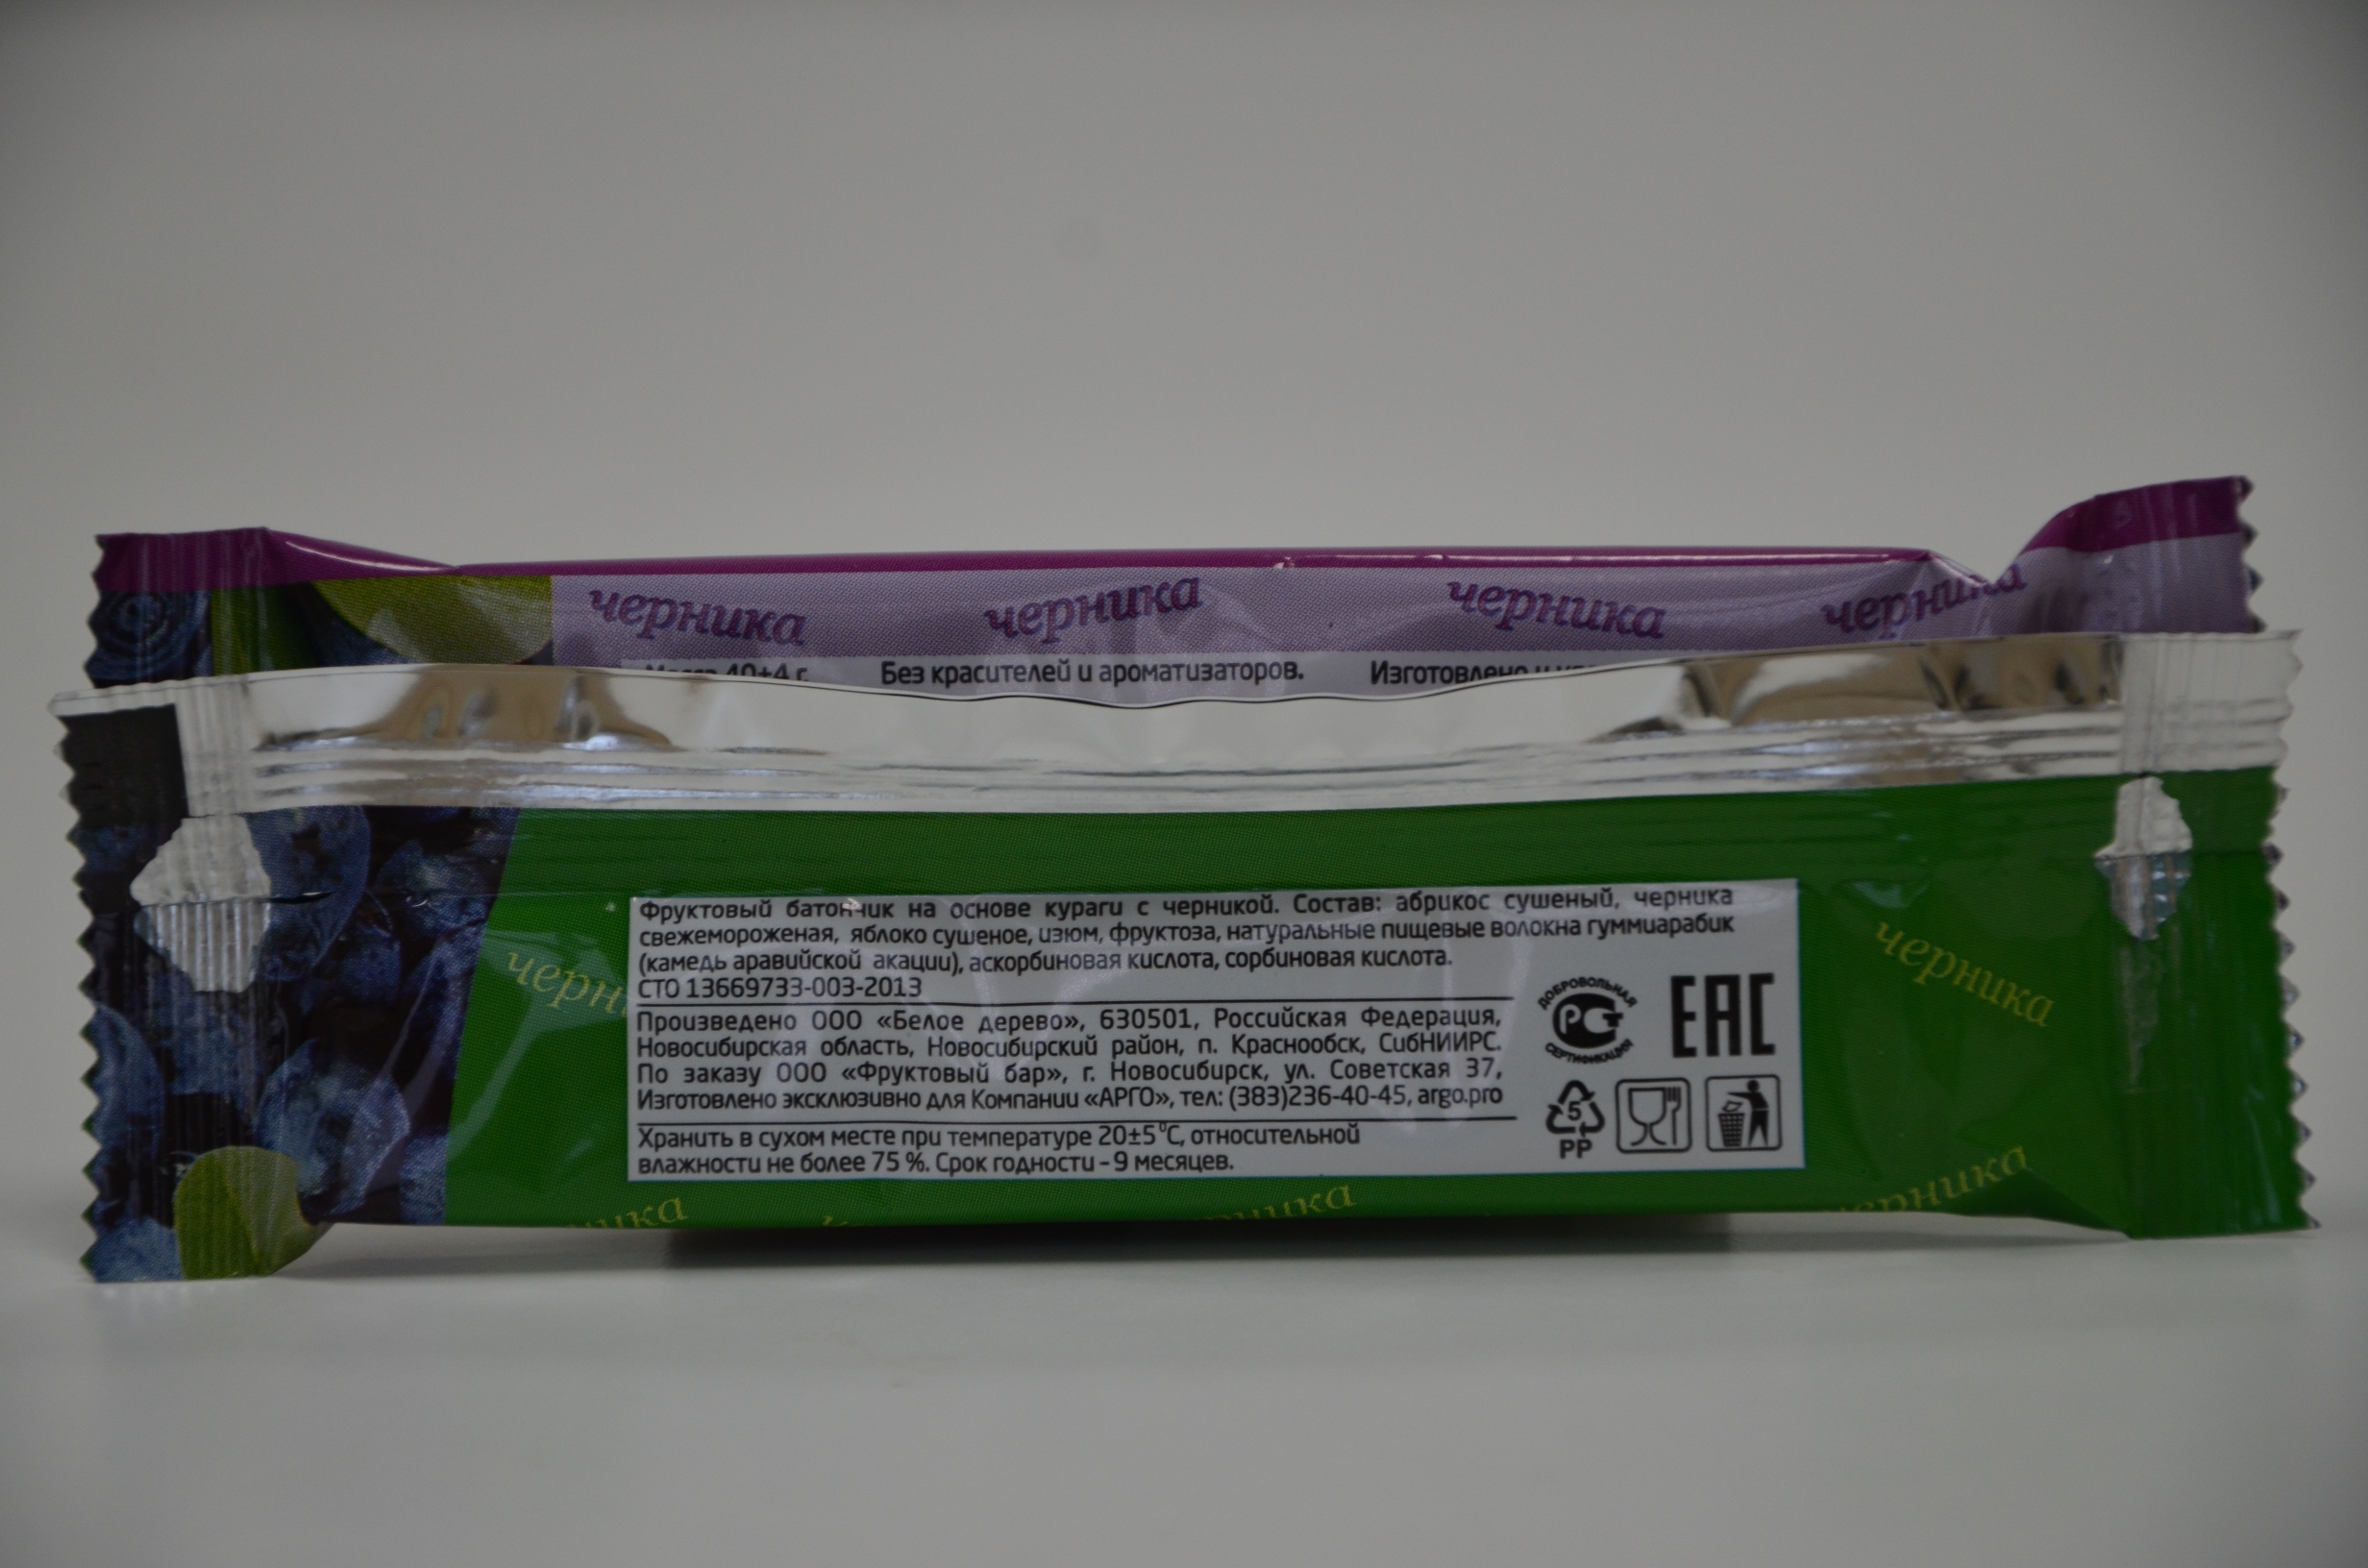 черника черника черника черника
40±4 г. Без красителей и ароматизаторов. Изготовлено и
Фруктовый батончик на основе кураги с черникой. Состав: абрикос сушеный, черника
свежемороженая, яблоко сушеное, изюм, фруктоза, натуральные пищевые волокна гуммиарабик
(камедь аравийской акации), аскорбиновая кислота, сорбиновая кислота.
СТО 13669733-003-2013
Произведено ООО «Белое дерево», 630501, Российская Федерация,
Новосибирская область, Новосибирский район, п. Краснообск, СибНИИРС.
По заказу ООО «Фруктовый бар», г. Новосибирск, ул. Советская 37,
Изготовлено эксклюзивно для Компании «АРГО», тел: (383)236-40-45, argo.pro
Хранить в сухом месте при температуре 20±5°С, относительной
влажности не более 75 %. Срок годности – 9 месяцев.
ДОБРОВОЛЬНАЯ
РСТ
СЕРТИФИКАЦИЯ
EAC
5
PP
черн
черника
ника
рника
черника